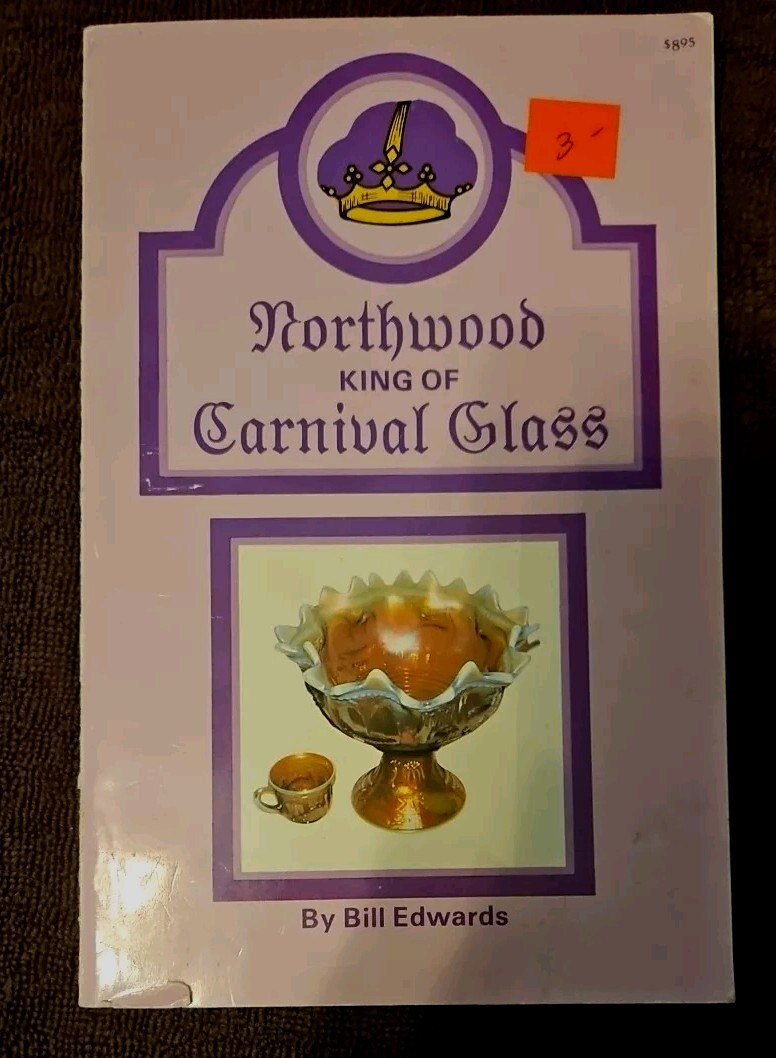 $895
3-
Northwood
KING OF
Carnival Glass
By Bill Edwards